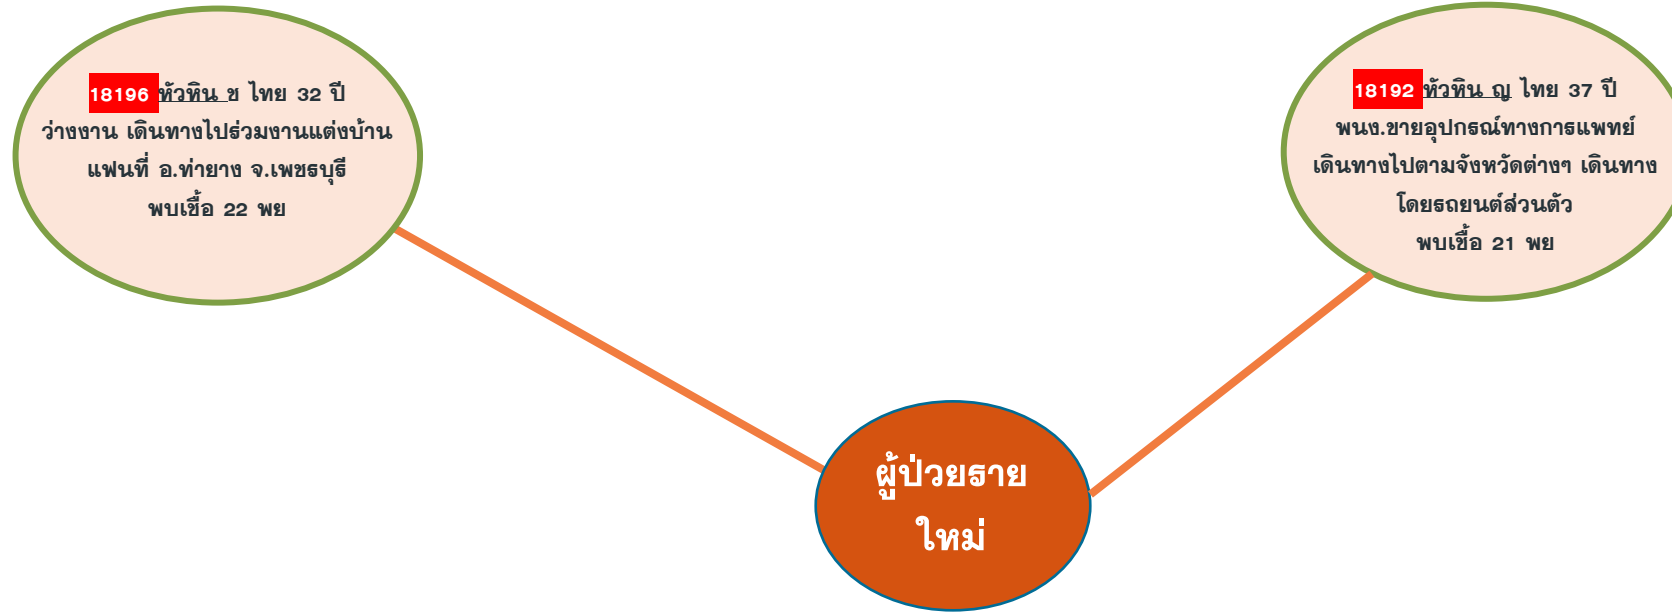 18196 หัวหิน ช ไทย 32 ปี
ว่างงาน เดินทางไปร่วมงานแต่งบ้าน
แฟนที่ อ.ท่ายาง จ.เพชรบุรี
พบเชื้อ 22 พย
18192 หัวหิน ญ ไทย 37 ปี
พนง.ขายอุปกรณ์ทางการแพทย์
เดินทางไปตามจังหวัดต่างๆ เดินทาง
โดยรถยนต์ส่วนตัว
พบเชื้อ 21 พย
ผู้ป่วยราย
ใหม่